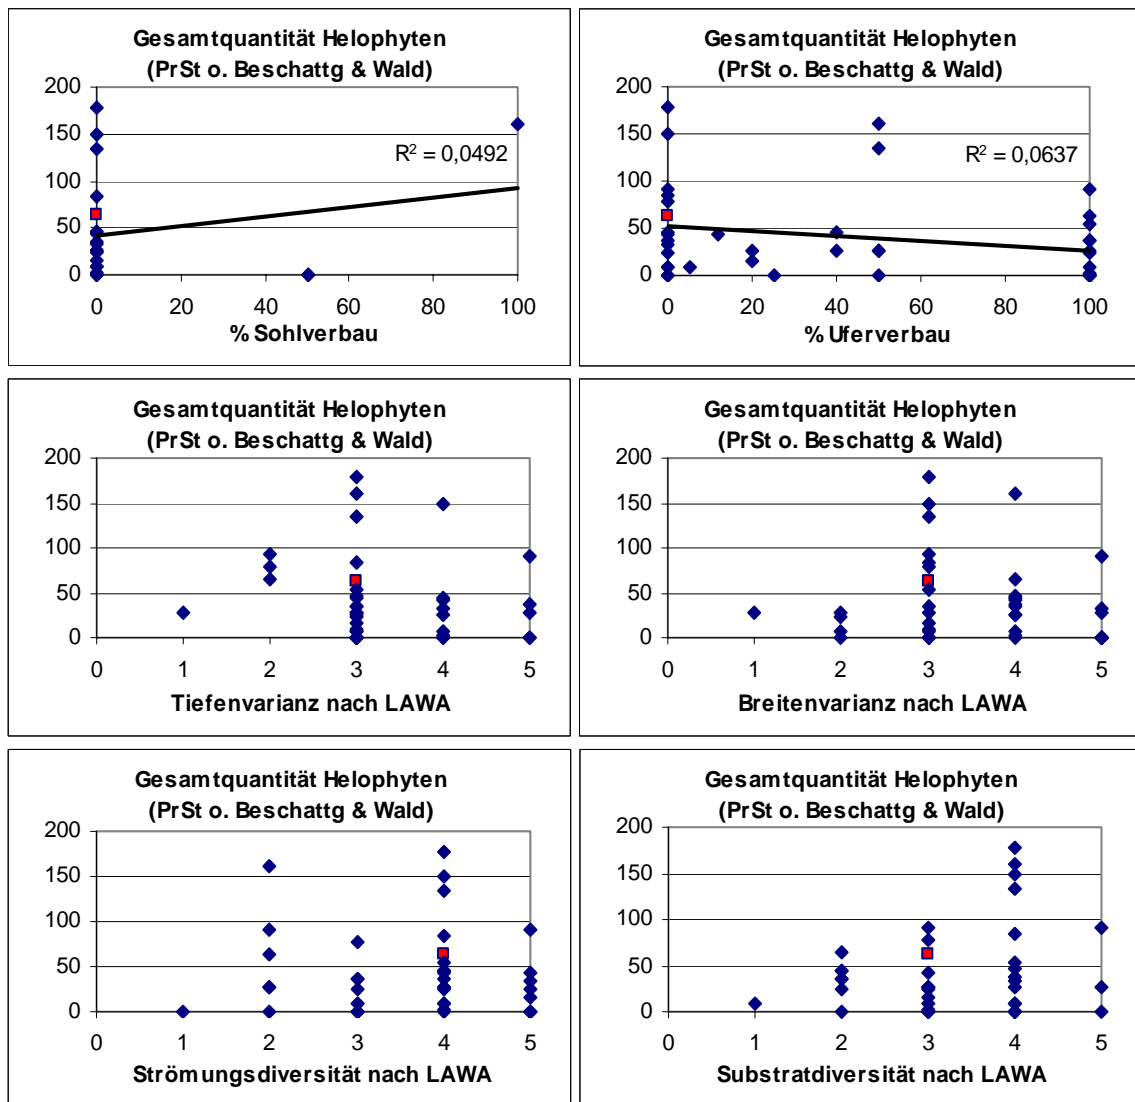 Gesamtquantität Helophyten
(PrSt o. Beschattg & Wald)
200
150
100
50
0
R² = 0,0492
0 20 40 60 80 100
% Sohlverbau
Gesamtquantität Helophyten
(PrSt o. Beschattg & Wald)
200
150
100
50
0
R² = 0,0637
0 20 40 60 80 100
% Uferverbau
Gesamtquantität Helophyten
(PrSt o. Beschattg & Wald)
200
150
100
50
0
0 1 2 3 4 5
Tiefenvarianz nach LAWA
Gesamtquantität Helophyten
(PrSt o. Beschattg & Wald)
200
150
100
50
0
0 1 2 3 4 5
Breitenvarianz nach LAWA
Gesamtquantität Helophyten
(PrSt o. Beschattg & Wald)
200
150
100
50
0
0 1 2 3 4 5
Strömungsdiversität nach LAWA
Gesamtquantität Helophyten
(PrSt o. Beschattg & Wald)
200
150
100
50
0
0 1 2 3 4 5
Substratdiversität nach LAWA